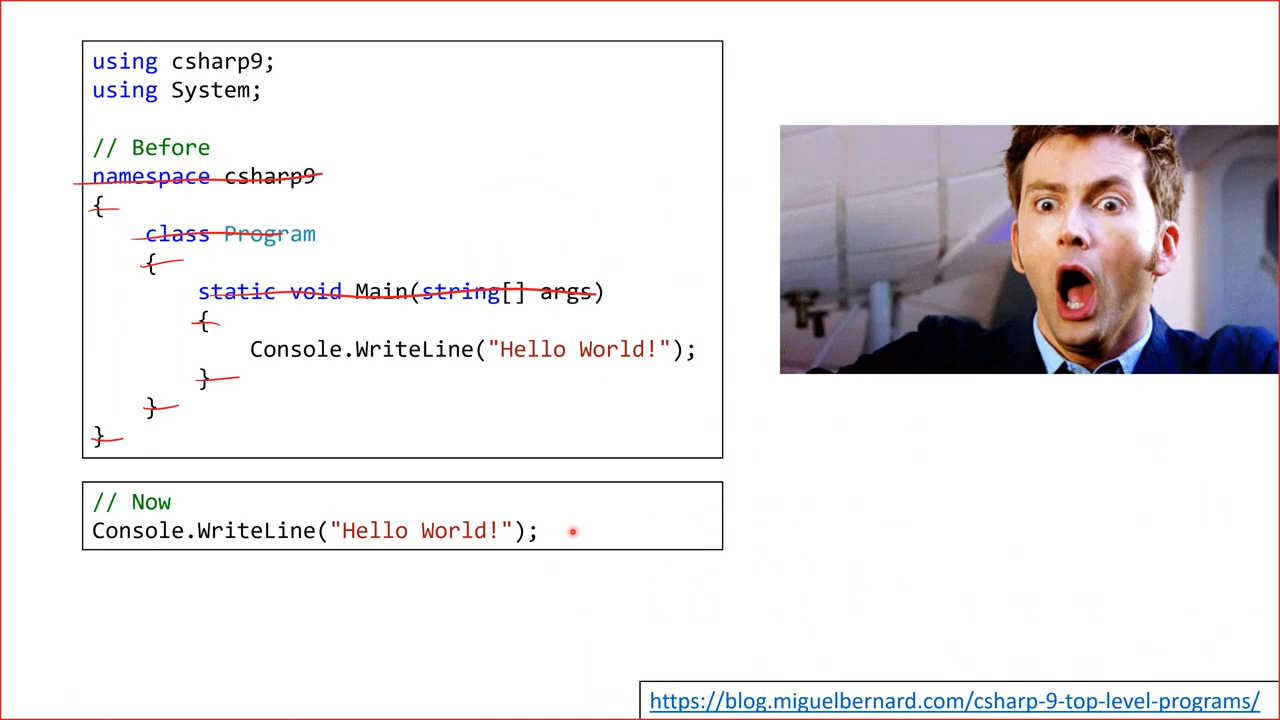 using csharp9;
using System;
// Before
namespace csharp9
{
class Program
{
static void Main(string[] args)
{
Console.WriteLine("Hello World!");
}
}
}
// Now
Console.WriteLine("Hello World!");
https://blog.miguelbernard.com/csharp-9-top-level-programs/